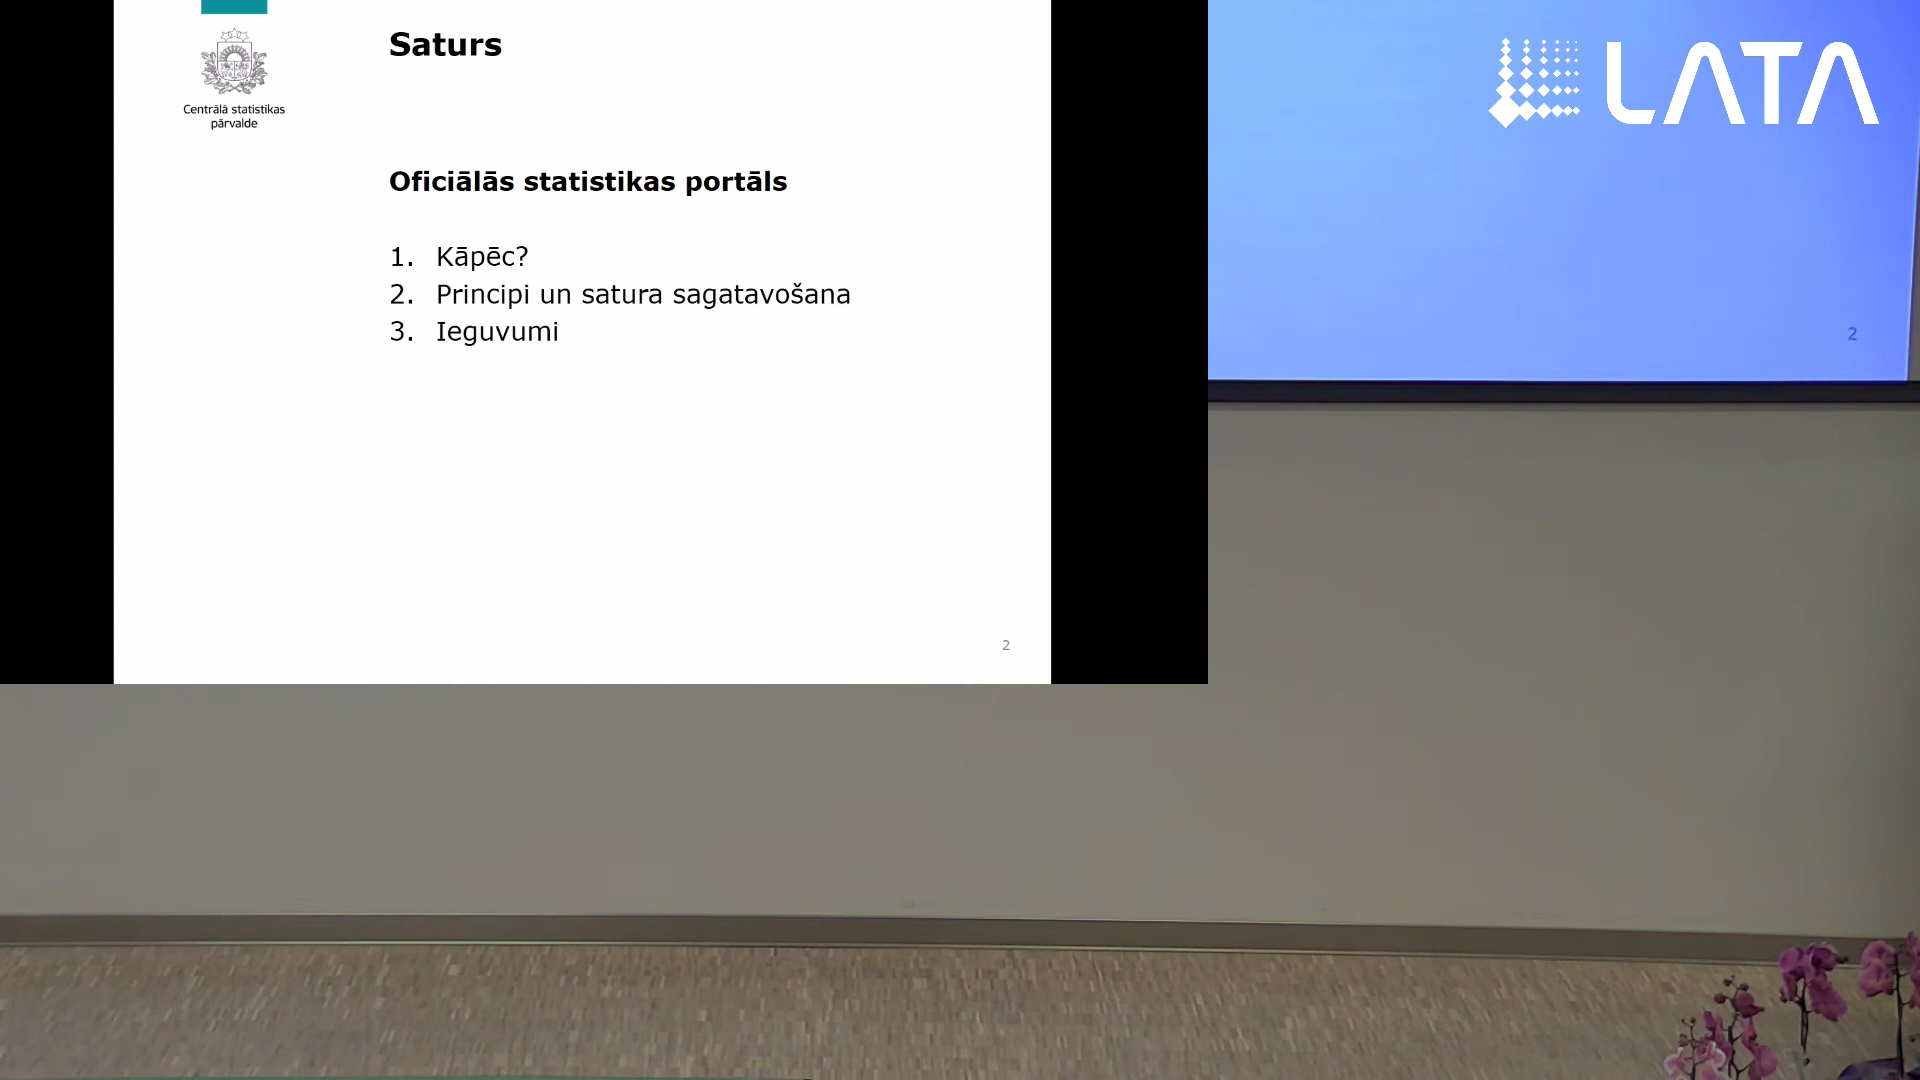 Saturs
Centrālā statistikas
pārvalde
Oficiālās statistikas portāls
1. Kāpēc?
2. Principi un satura sagatavošana
3. Ieguvumi
2
LATA
2